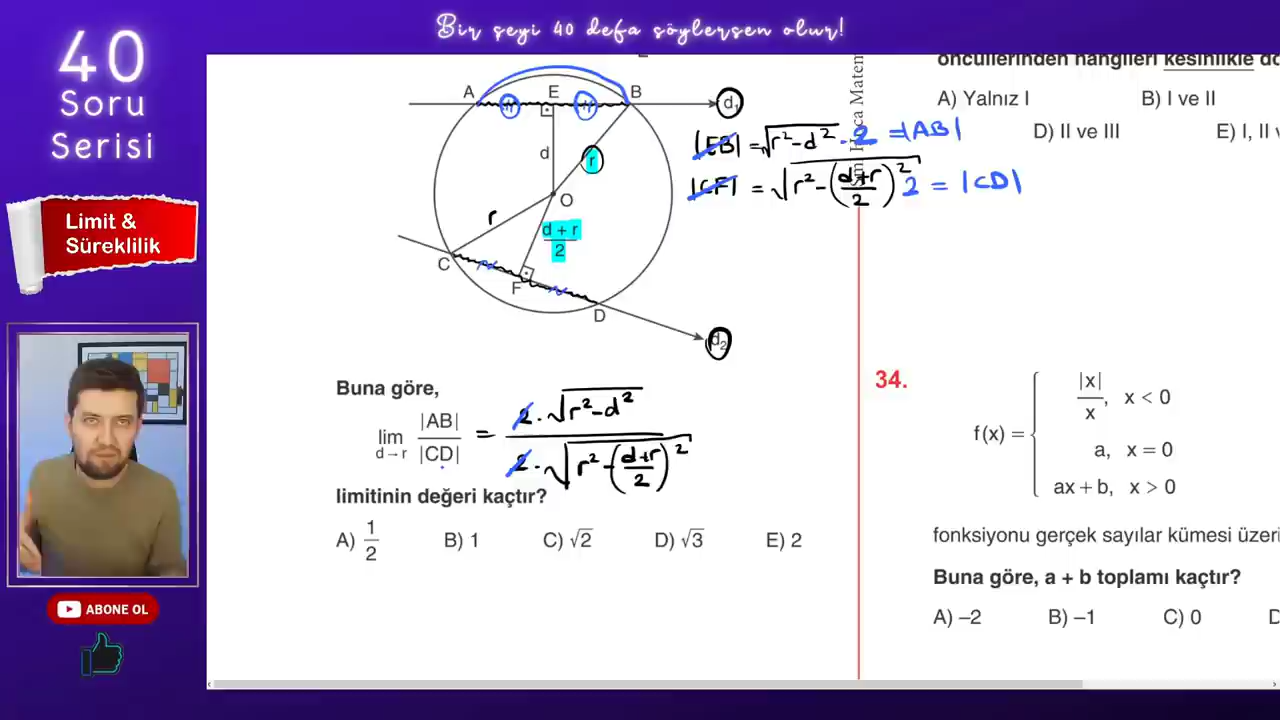 Bir şeyi 40 defa söylersen olur!
40
Soru
Serisi
Limit &
Süreklilik
ABONE OL
A E B d₁
d r
O
r
d + r
2
C F D d₂
|EB| = √r² - d² · 2 = |AB|
|CF| = √r² - (d+r/2)² 2 = |CD|
Buna göre,
lim d→r |AB| / |CD| = 2 · √r² - d² / 2 · √r² - (d+r/2)²
limitinin değeri kaçtır?
A) 1/2 B) 1 C) √2 D) √3 E) 2
öncüllerinden hangileri kesinlikle
A) Yalnız I B) I ve II
D) II ve III E) I, II
34.
|x|/x, x < 0
f(x) = a, x = 0
ax + b, x > 0
fonksiyonu gerçek sayılar kümesi
Buna göre, a + b toplamı kaçtır?
A) –2 B) –1 C) 0